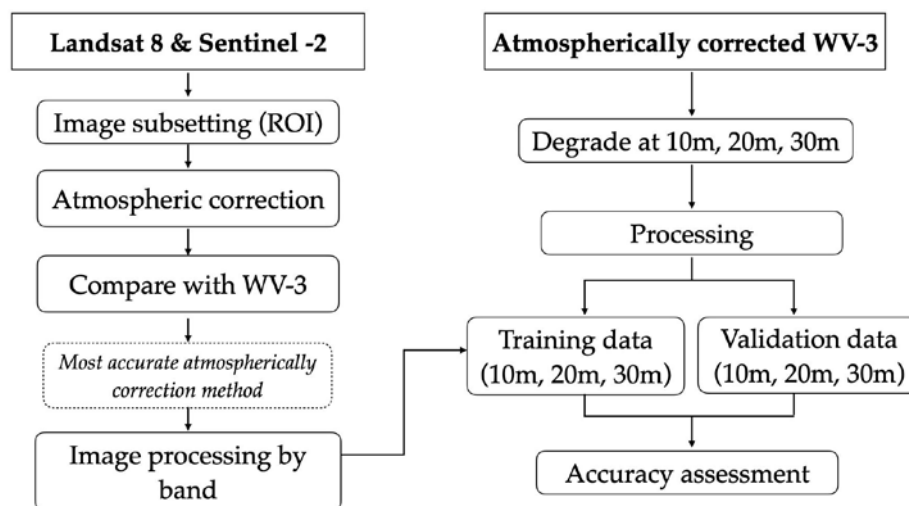 Landsat 8 & Sentinel -2
Image subsetting (ROI)
Atmospheric correction
Compare with WV-3
Most accurate atmospherically
correction method
Image processing by
band
Atmospherically corrected WV-3
Degrade at 10m, 20m, 30m
Processing
Training data
(10m, 20m, 30m)
Validation data
(10m, 20m, 30m)
Accuracy assessment